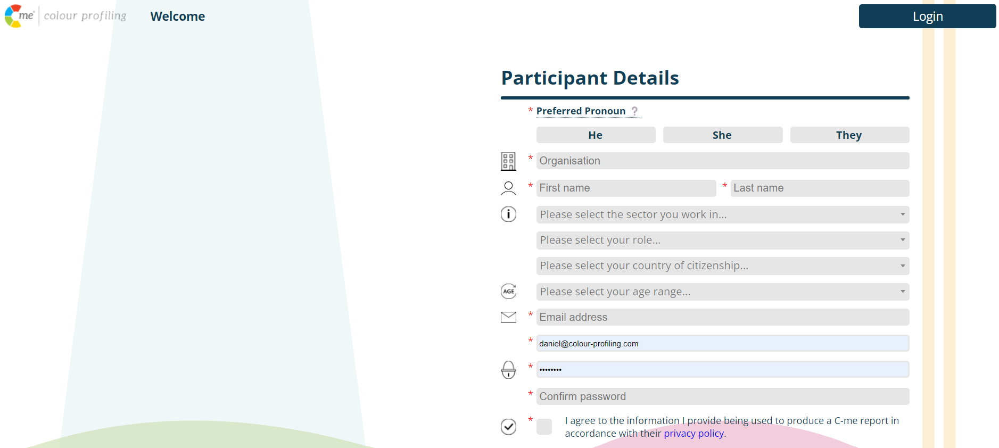 Cme® colour profiling Welcome Login
Participant Details
* Preferred Pronoun ?
He She They
* Organisation
* First name * Last name
Please select the sector you work in...
Please select your role...
Please select your country of citizenship...
AGE Please select your age range...
* Email address
* daniel@colour-profiling.com
* ••••••••
* Confirm password
* I agree to the information I provide being used to produce a C-me report in
accordance with their privacy policy.